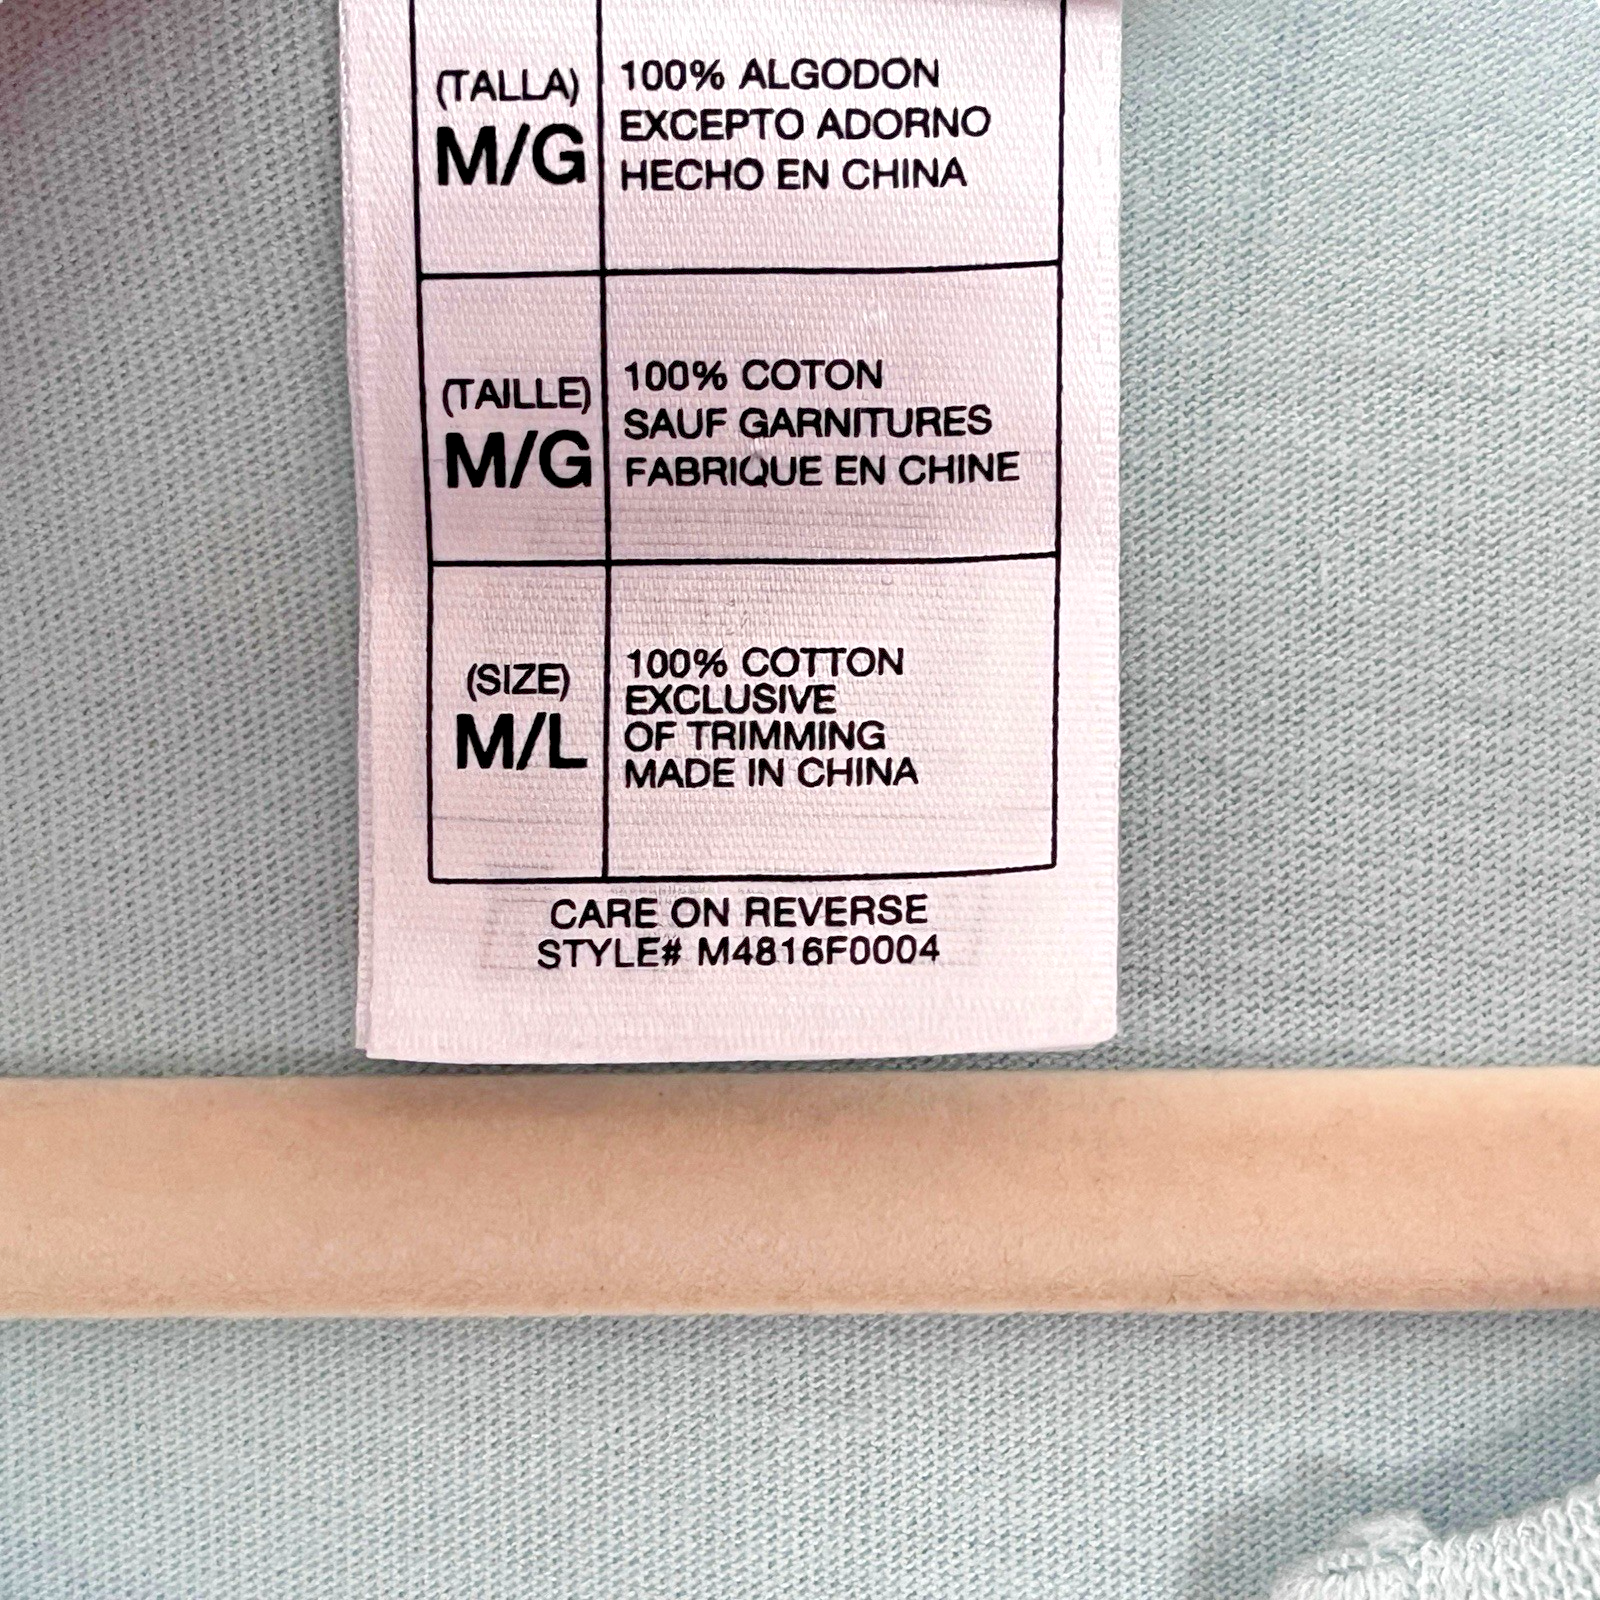 (TALLA)
M/G
100% ALGODON
EXCEPTO ADORNO
HECHO EN CHINA
(TAILLE)
M/G
100% COTON
SAUF GARNITURES
FABRIQUE EN CHINE
(SIZE)
M/L
100% COTTON
EXCLUSIVE
OF TRIMMING
MADE IN CHINA
CARE ON REVERSE
STYLE# M4816F0004